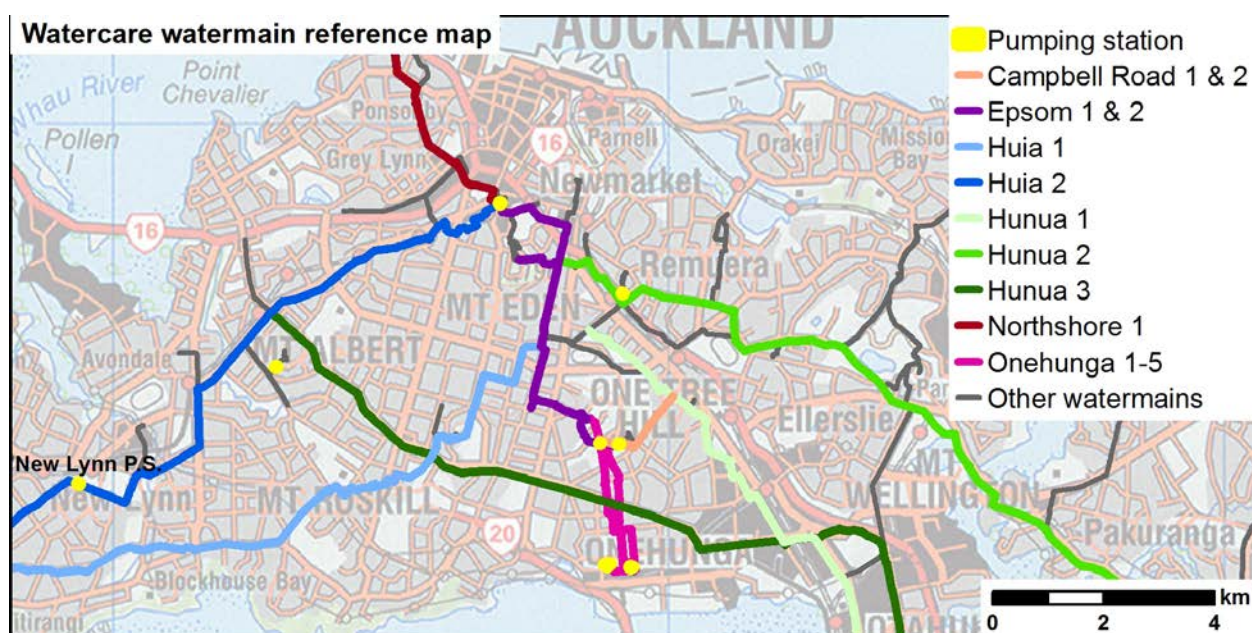 Watercare watermain reference map
AUCKLAND
Whau River
Point
Chevalier
Pollen
Ponsonby
Grey Lynn
16
Parnell
Orakei
Mission
Bay
Newmarket
16
Remuera
MT EDEN
Avondale
MT ALBERT
ONE TREE
HILL
Ellerslie
New Lynn P.S.
New Lynn
MT ROSKILL
MT
WELLINGTON
20
Pakuranga
ONEHUNGA
Blockhouse Bay
Pumping station
Campbell Road 1 & 2
Epsom 1 & 2
Huia 1
Huia 2
Hunua 1
Hunua 2
Hunua 3
Northshore 1
Onehunga 1-5
Other watermains
km
0 2 4